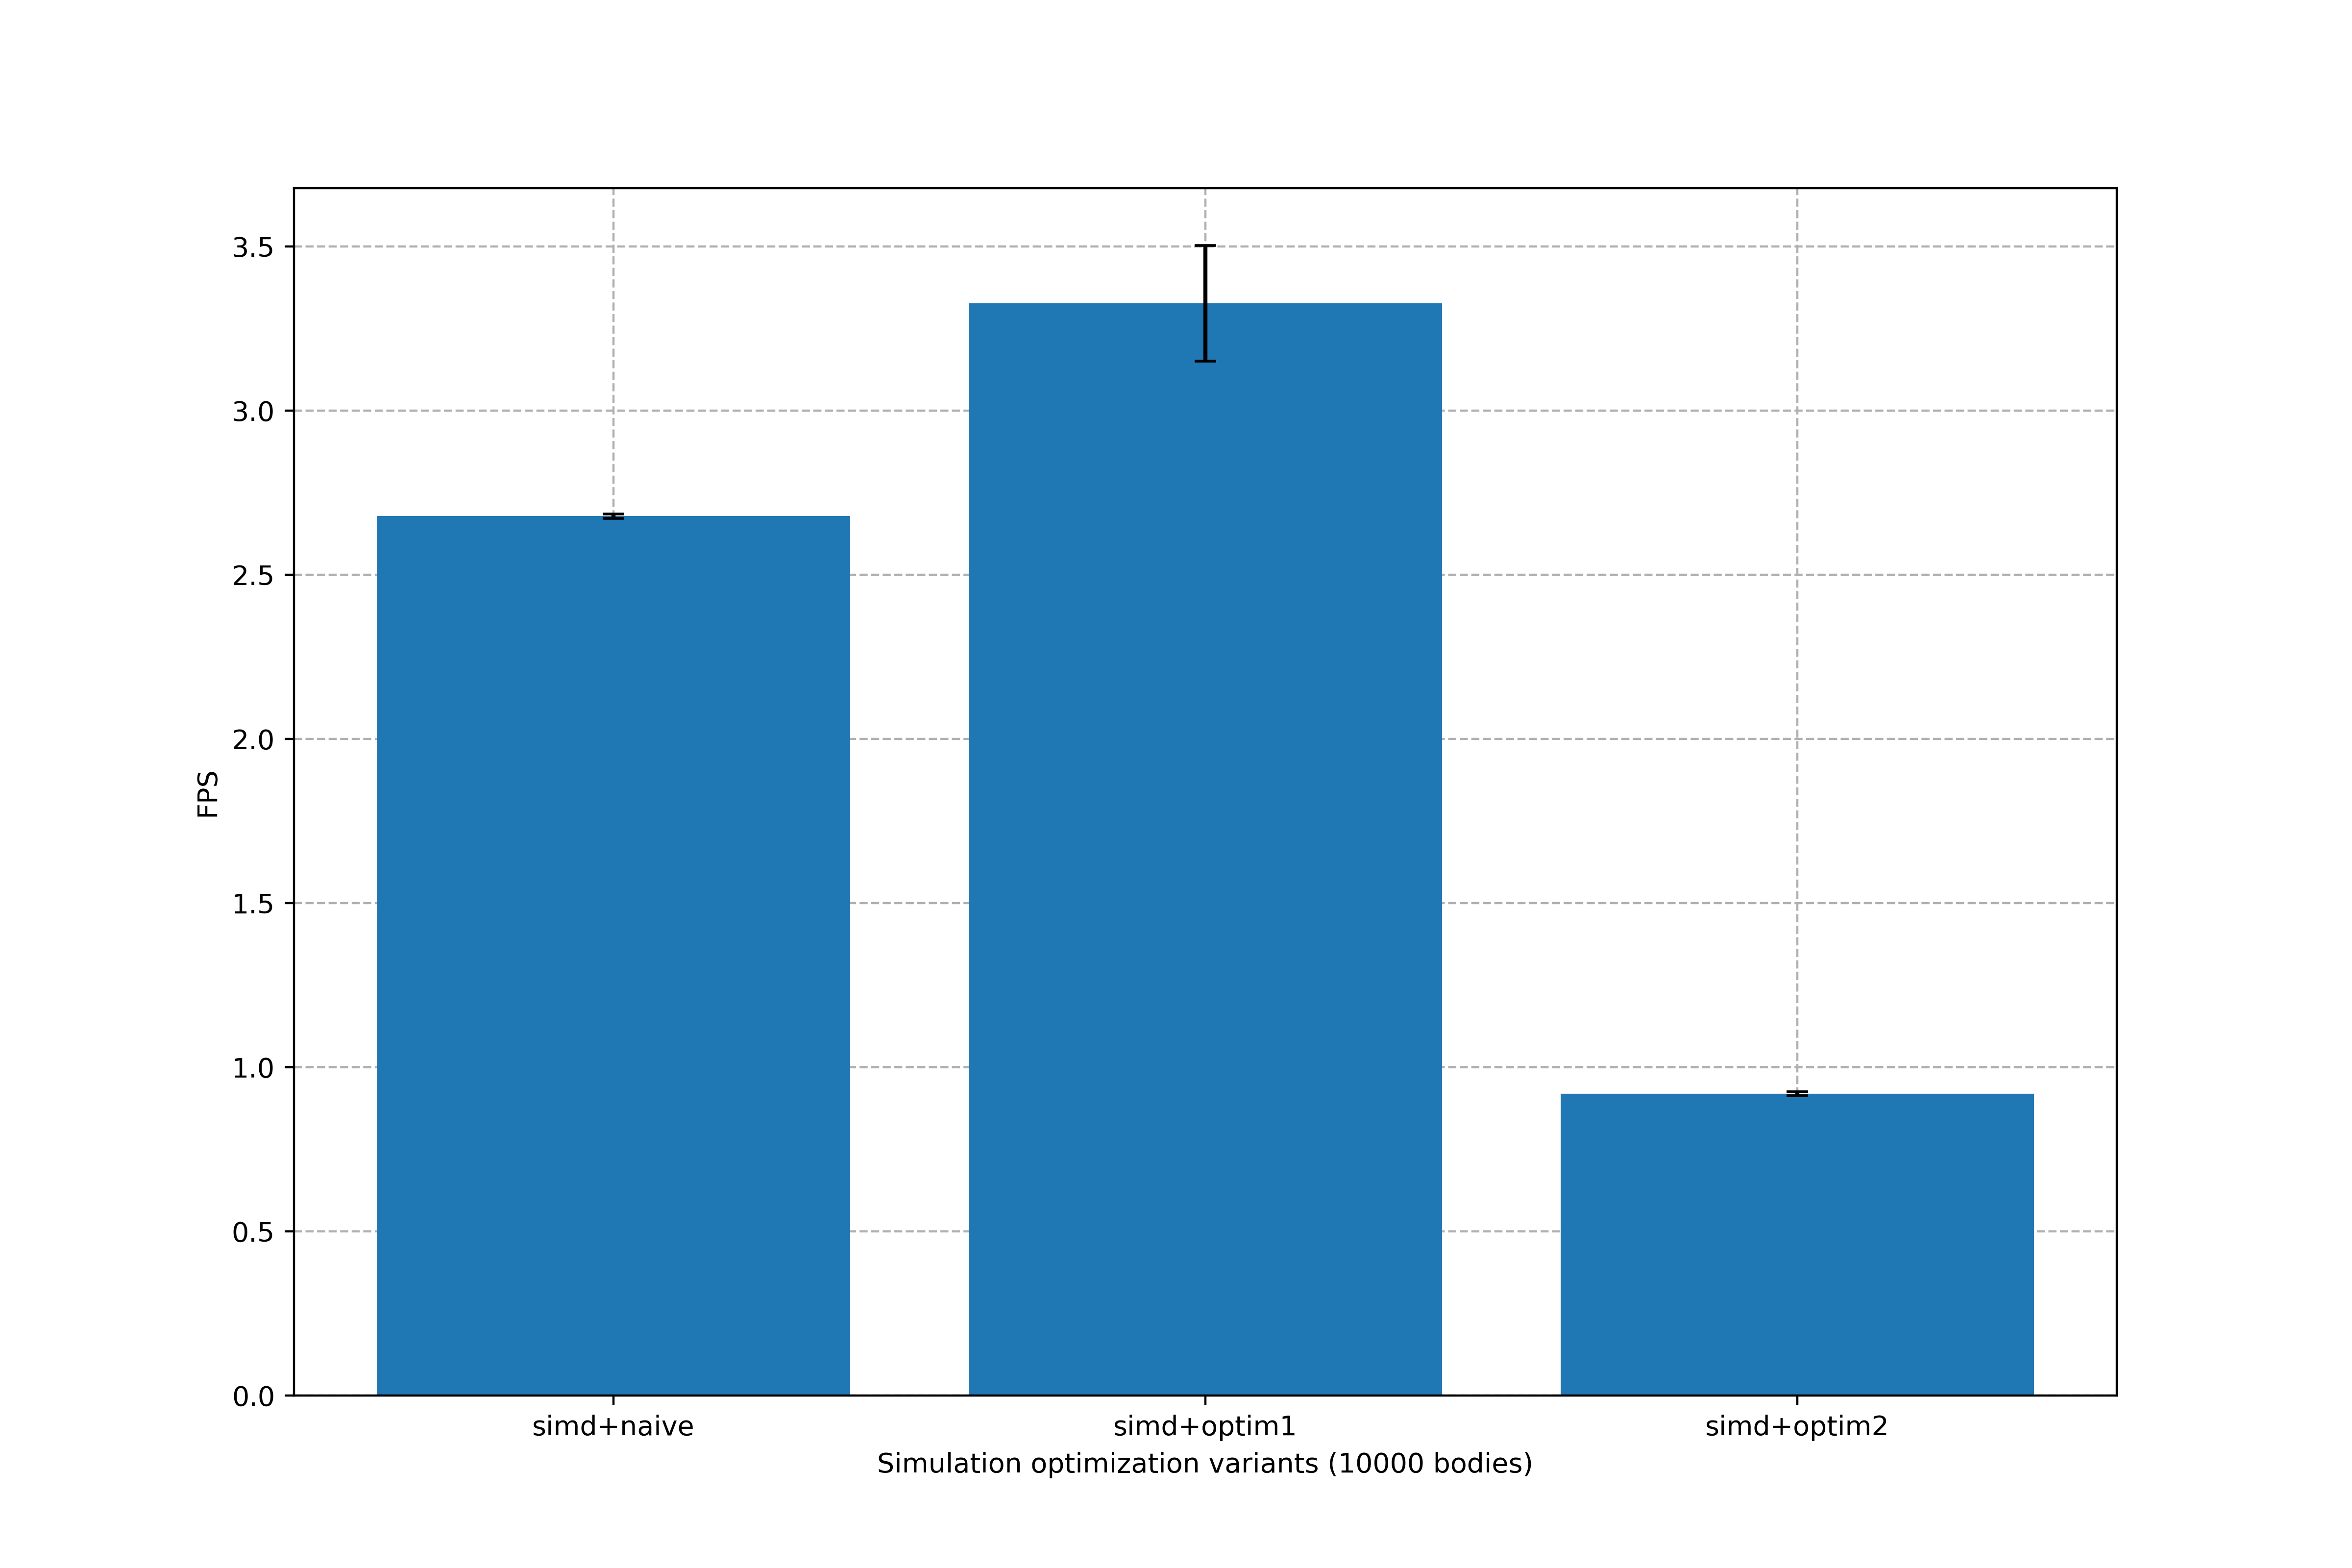 3.5
3.0
2.5
2.0
1.5
1.0
0.5
0.0
FPS
simd+naive
simd+optim1
simd+optim2
Simulation optimization variants (10000 bodies)